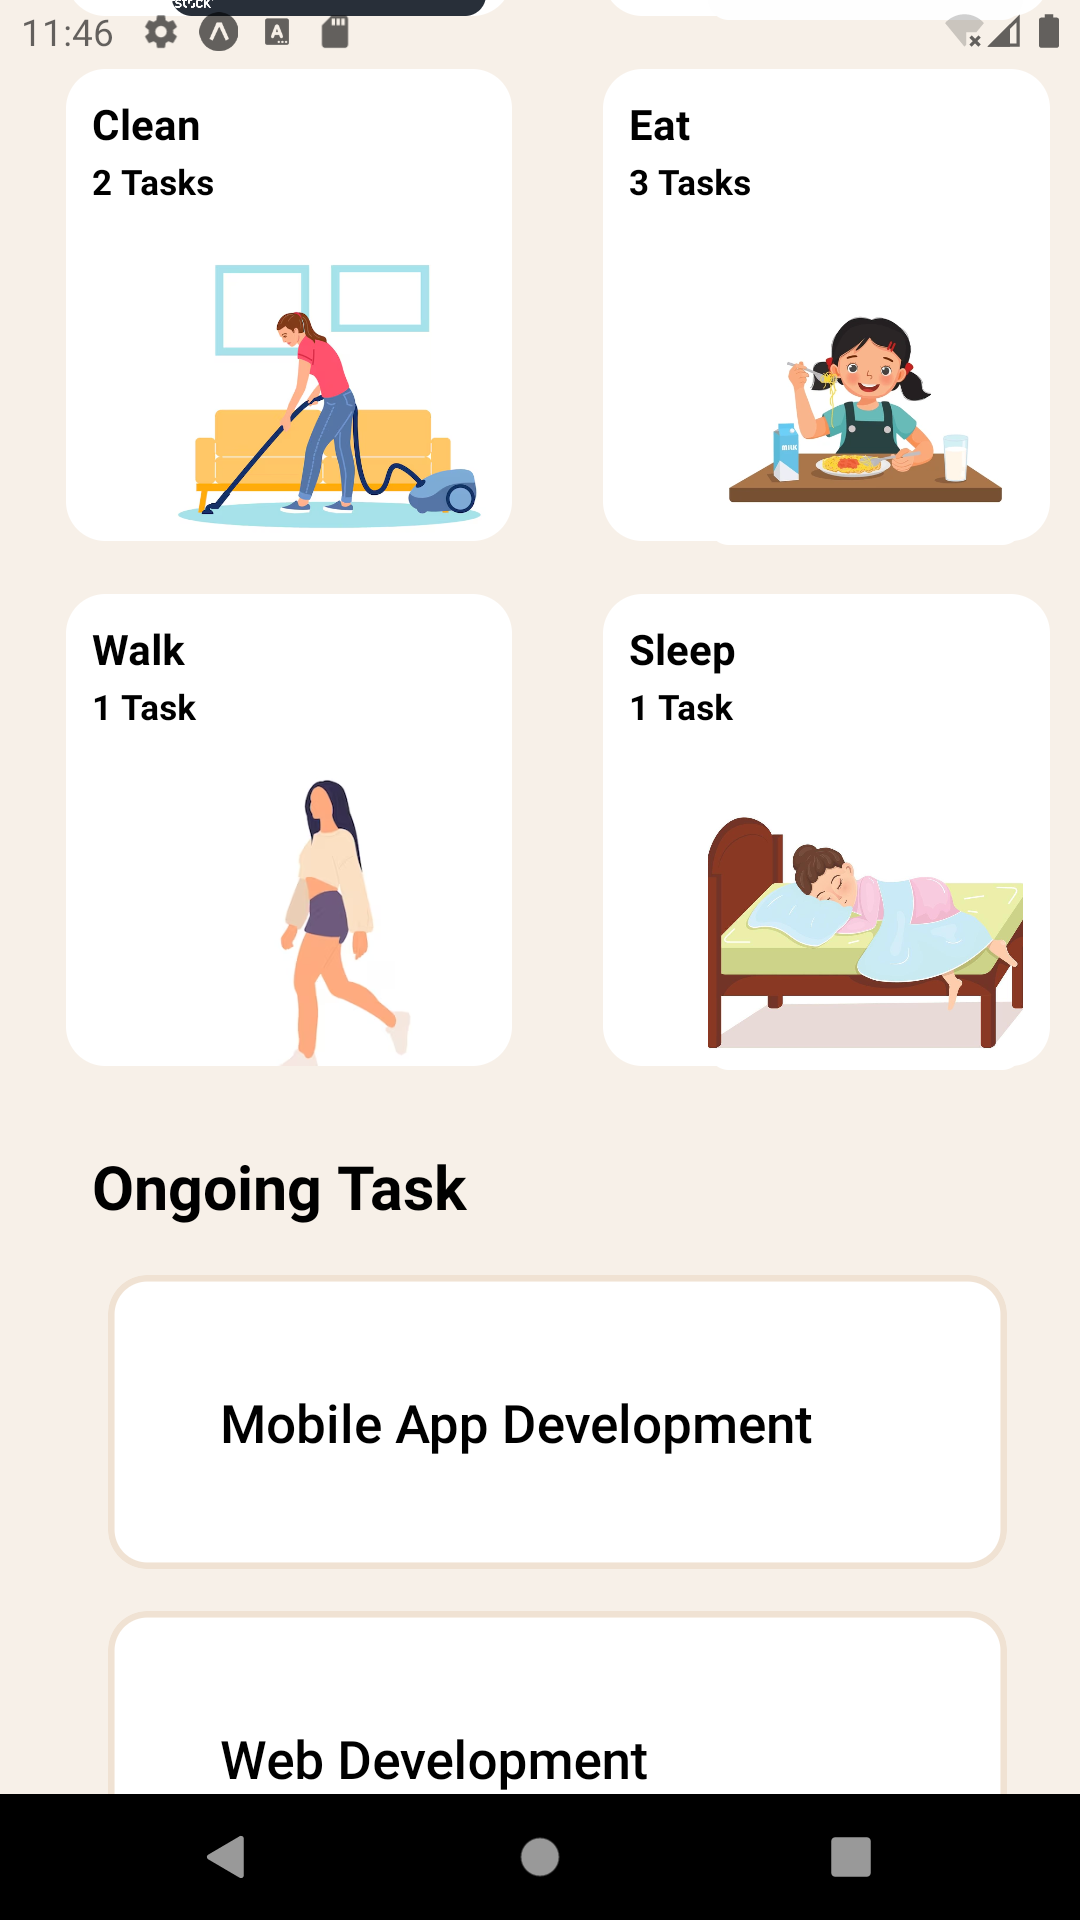 stock
11:46
Clean
2 Tasks
Eat
3 Tasks
MILK
Walk
1 Task
Sleep
1 Task
Ongoing Task
Mobile App Development
Web Development